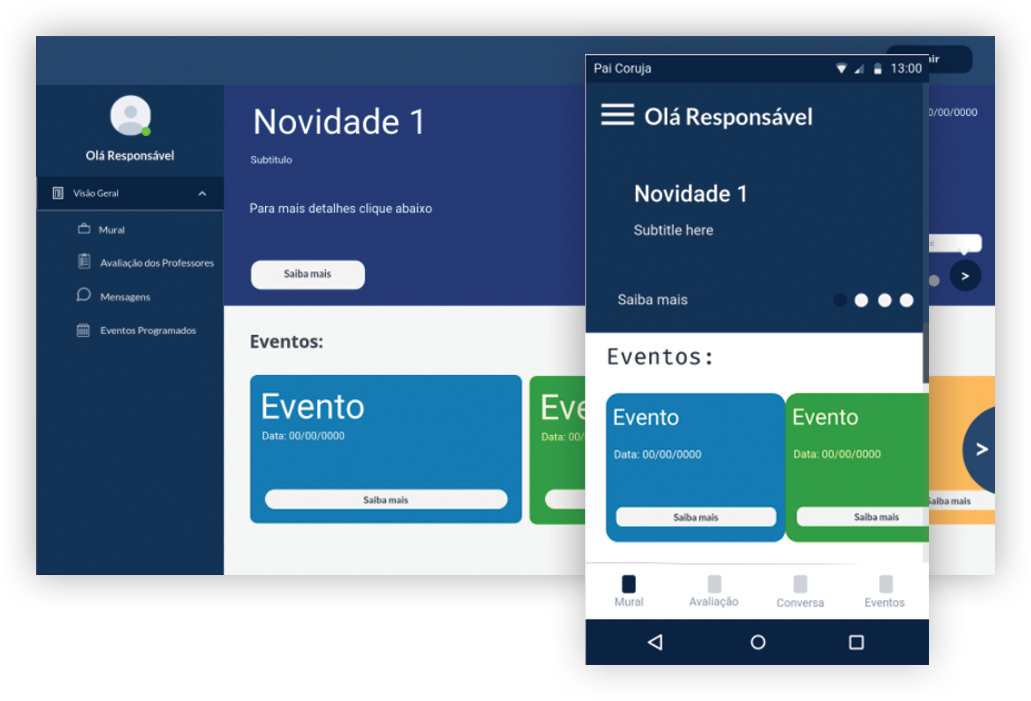 Olá Responsável
Visão Geral
Mural
Avaliação dos Professores
Mensagens
Eventos Programados
Novidade 1
Subtitulo
Para mais detalhes clique abaixo
Saiba mais
Eventos:
Evento
Data: 00/00/0000
Saiba mais
Eve
Data: 00/
0/00/0000
>
>
Saiba mais
Pai Coruja
13:00
Olá Responsável
Novidade 1
Subtitle here
Saiba mais
Eventos:
Evento
Data: 00/00/0000
Saiba mais
Evento
Data: 00/00/0000
Saiba mais
Mural
Avaliação
Conversa
Eventos